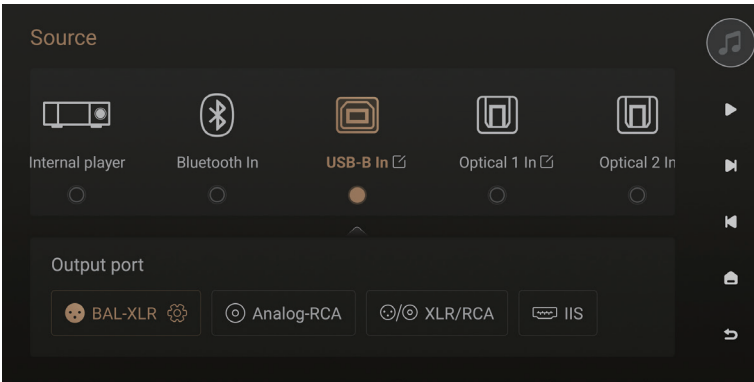 Source
Internal player
Bluetooth In
USB-B In
Optical 1 In
Optical 2 In
Output port
BAL-XLR
Analog-RCA
XLR/RCA
IIS